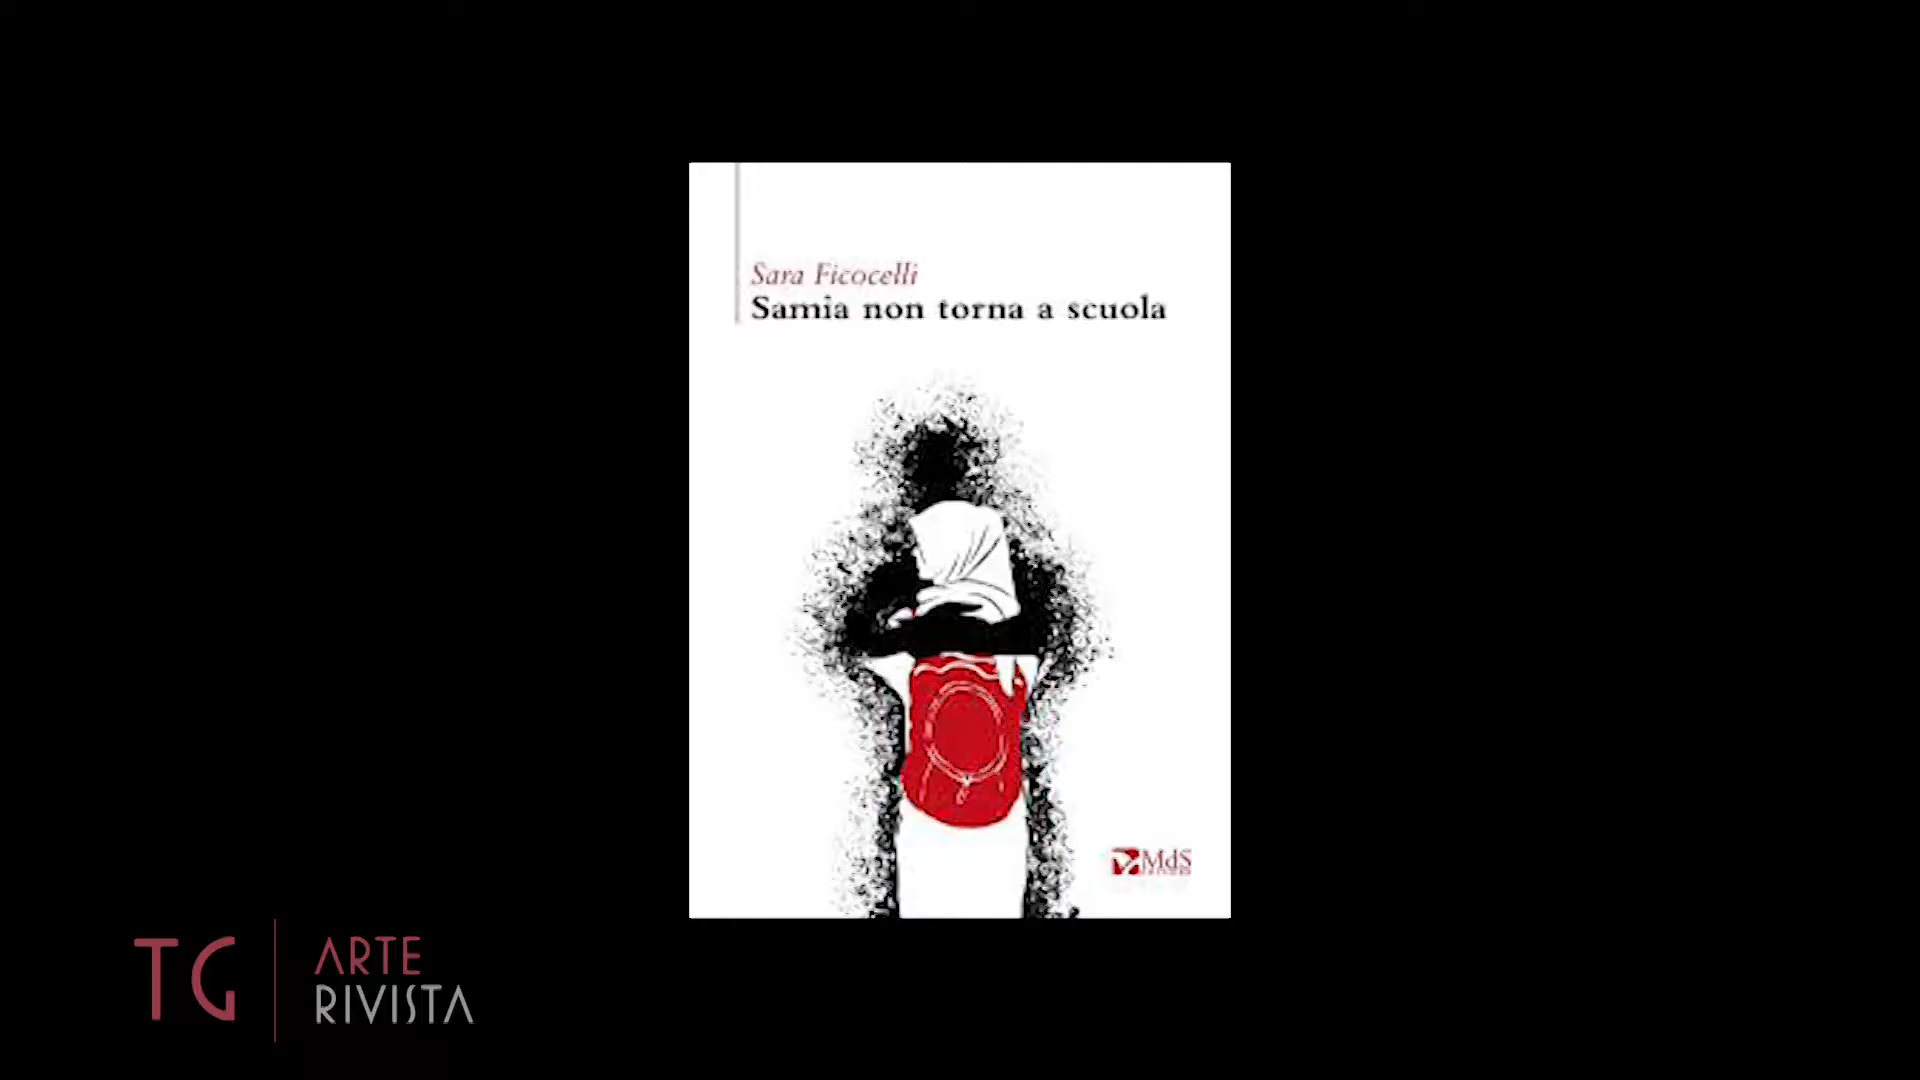 Sara Ficocelli
Samia non torna a scuola
MdS
TG
ARTE
RIVISTA